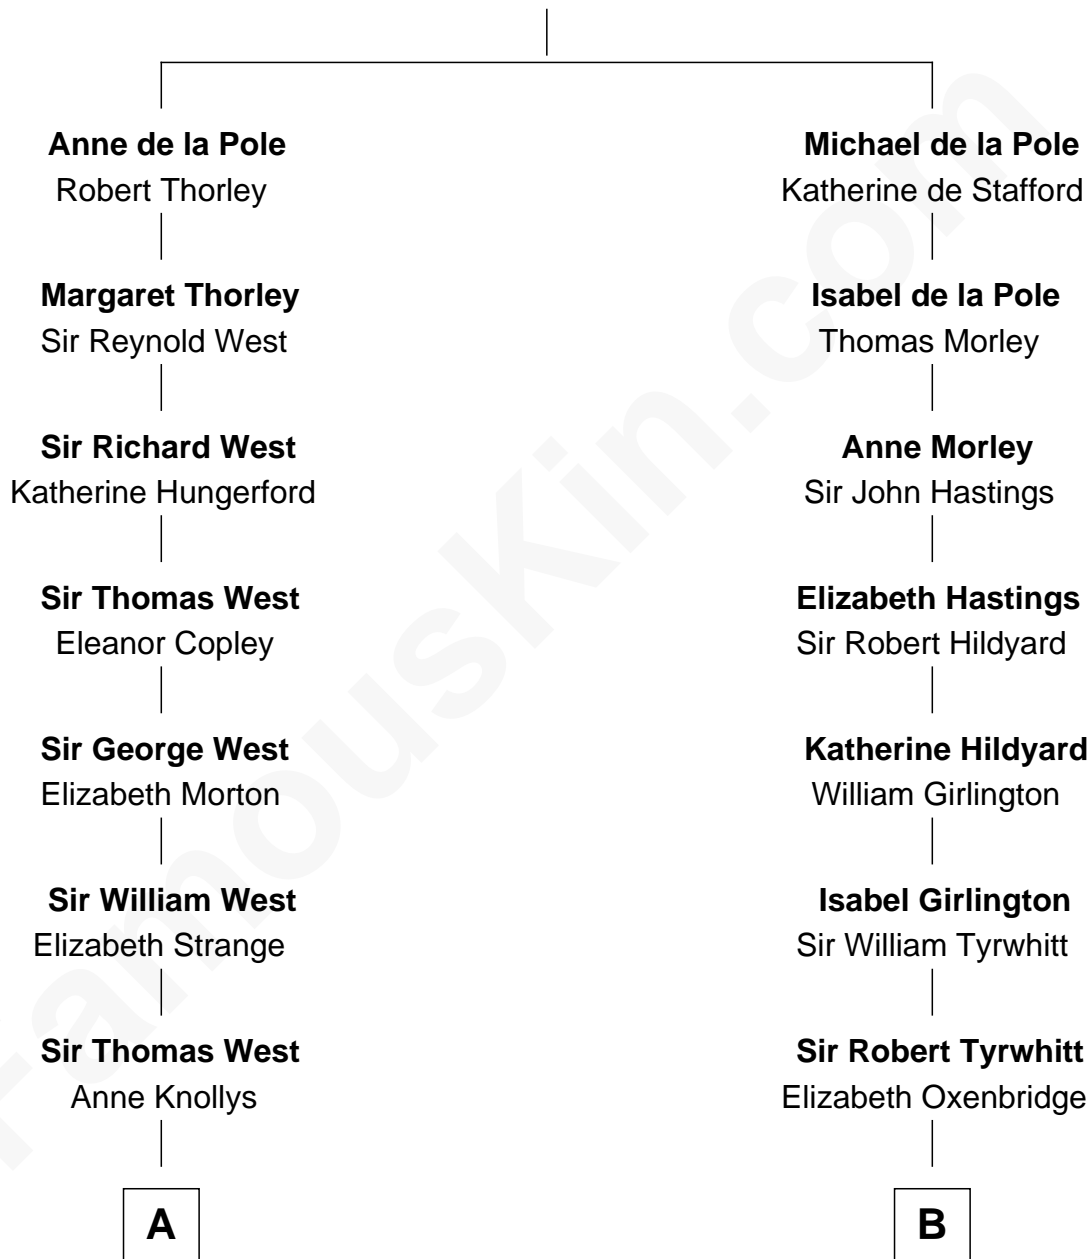 Anne de la Pole
Robert Thorley
Margaret Thorley
Sir Reynold West
Sir Richard West
Katherine Hungerford
Sir Thomas West
Eleanor Copley
Sir George West
Elizabeth Morton
Sir William West
Elizabeth Strange
Sir Thomas West
Anne Knollys
A
Michael de la Pole
Katherine de Stafford
Isabel de la Pole
Thomas Morley
Anne Morley
Sir John Hastings
Elizabeth Hastings
Sir Robert Hildyard
Katherine Hildyard
William Girlington
Isabel Girlington
Sir William Tyrwhitt
Sir Robert Tyrwhitt
Elizabeth Oxenbridge
B
FamousKin.com